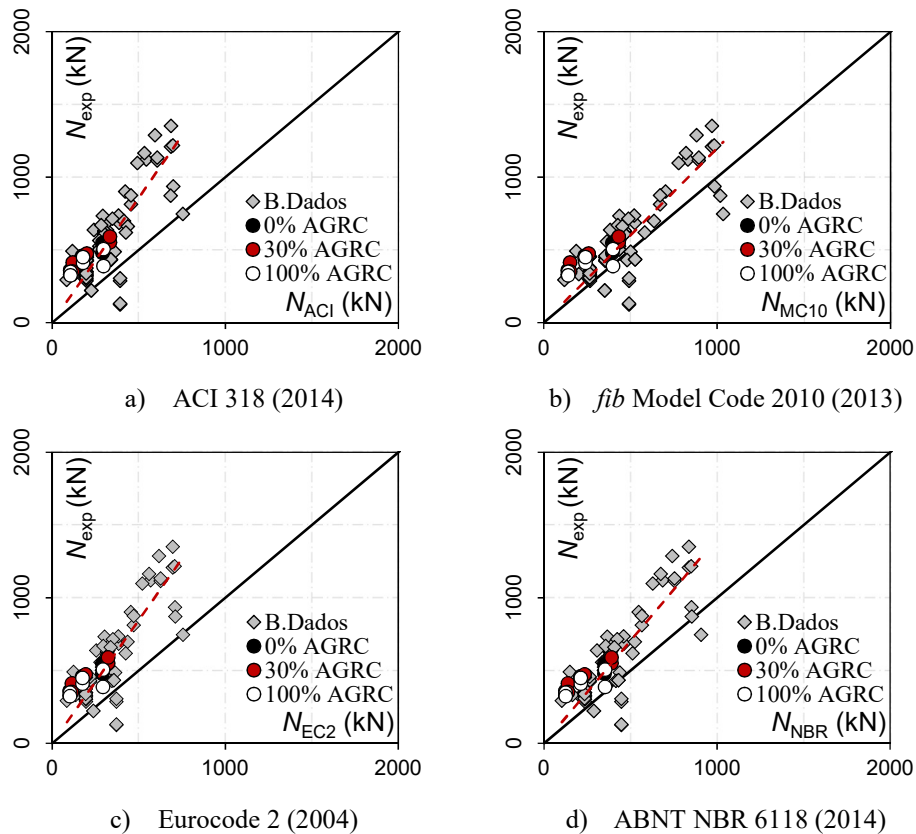 2000
1000
0
N_exp (kN)
B.Dados
0% AGRC
30% AGRC
100% AGRC
N_ACI (kN)
0 1000 2000
a) ACI 318 (2014)
2000
1000
0
N_exp (kN)
B.Dados
0% AGRC
30% AGRC
100% AGRC
N_MC10 (kN)
0 1000 2000
b) fib Model Code 2010 (2013)
2000
1000
0
N_exp (kN)
B.Dados
0% AGRC
30% AGRC
100% AGRC
N_EC2 (kN)
0 1000 2000
c) Eurocode 2 (2004)
2000
1000
0
N_exp (kN)
B.Dados
0% AGRC
30% AGRC
100% AGRC
N_NBR (kN)
0 1000 2000
d) ABNT NBR 6118 (2014)